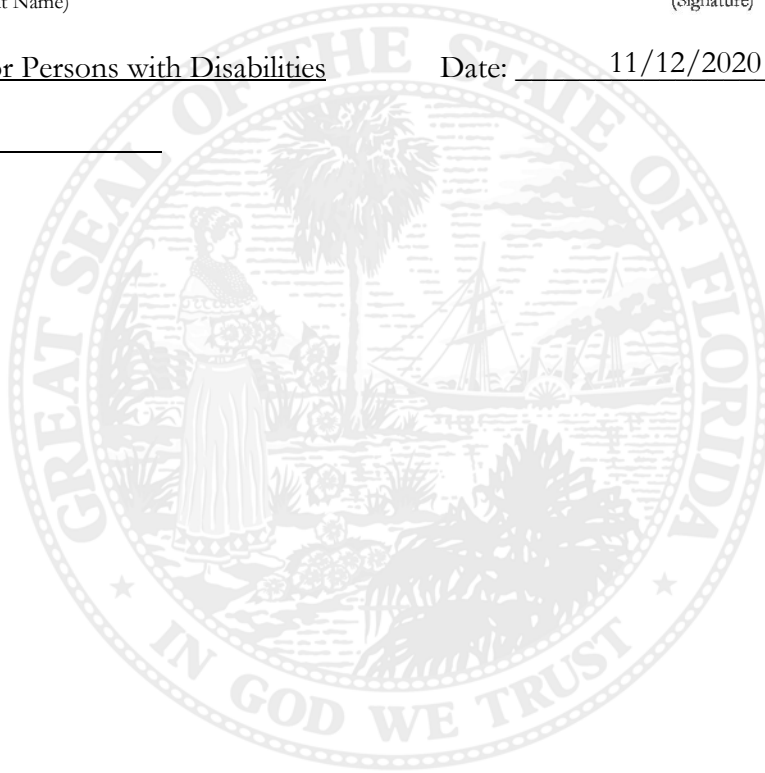 t Name) (Signature)
or Persons with Disabilities Date: 11/12/2020
GREAT SEAL OF THE STATE OF FLORIDA
IN GOD WE TRUST